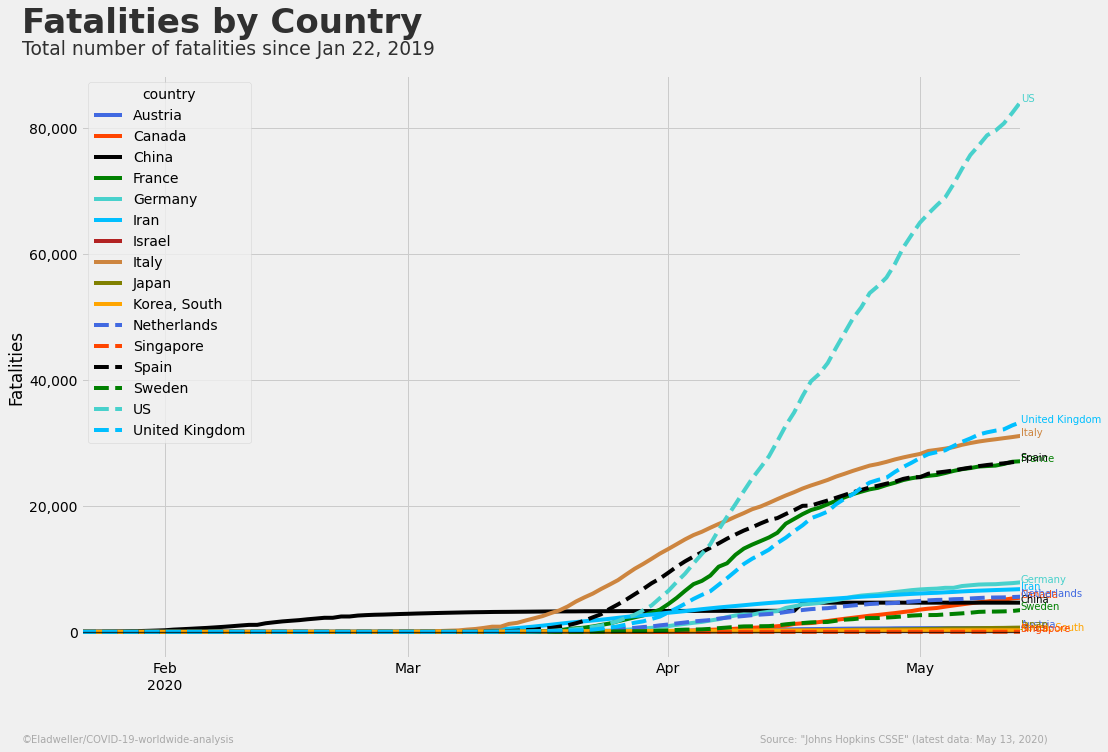 Fatalities by Country
Total number of fatalities since Jan 22, 2019
country
Austria
Canada
China
France
Germany
Iran
Israel
Italy
Japan
Korea, South
Netherlands
Singapore
Spain
Sweden
US
United Kingdom
Fatalities
80,000
60,000
40,000
20,000
0
Feb
2020
Mar
Apr
May
US
United Kingdom
Italy
Spain
France
Germany
Iran
Netherlands
China
Sweden
Austria
Singapore
©Eladweller/COVID-19-worldwide-analysis
Source: "Johns Hopkins CSSE" (latest data: May 13, 2020)